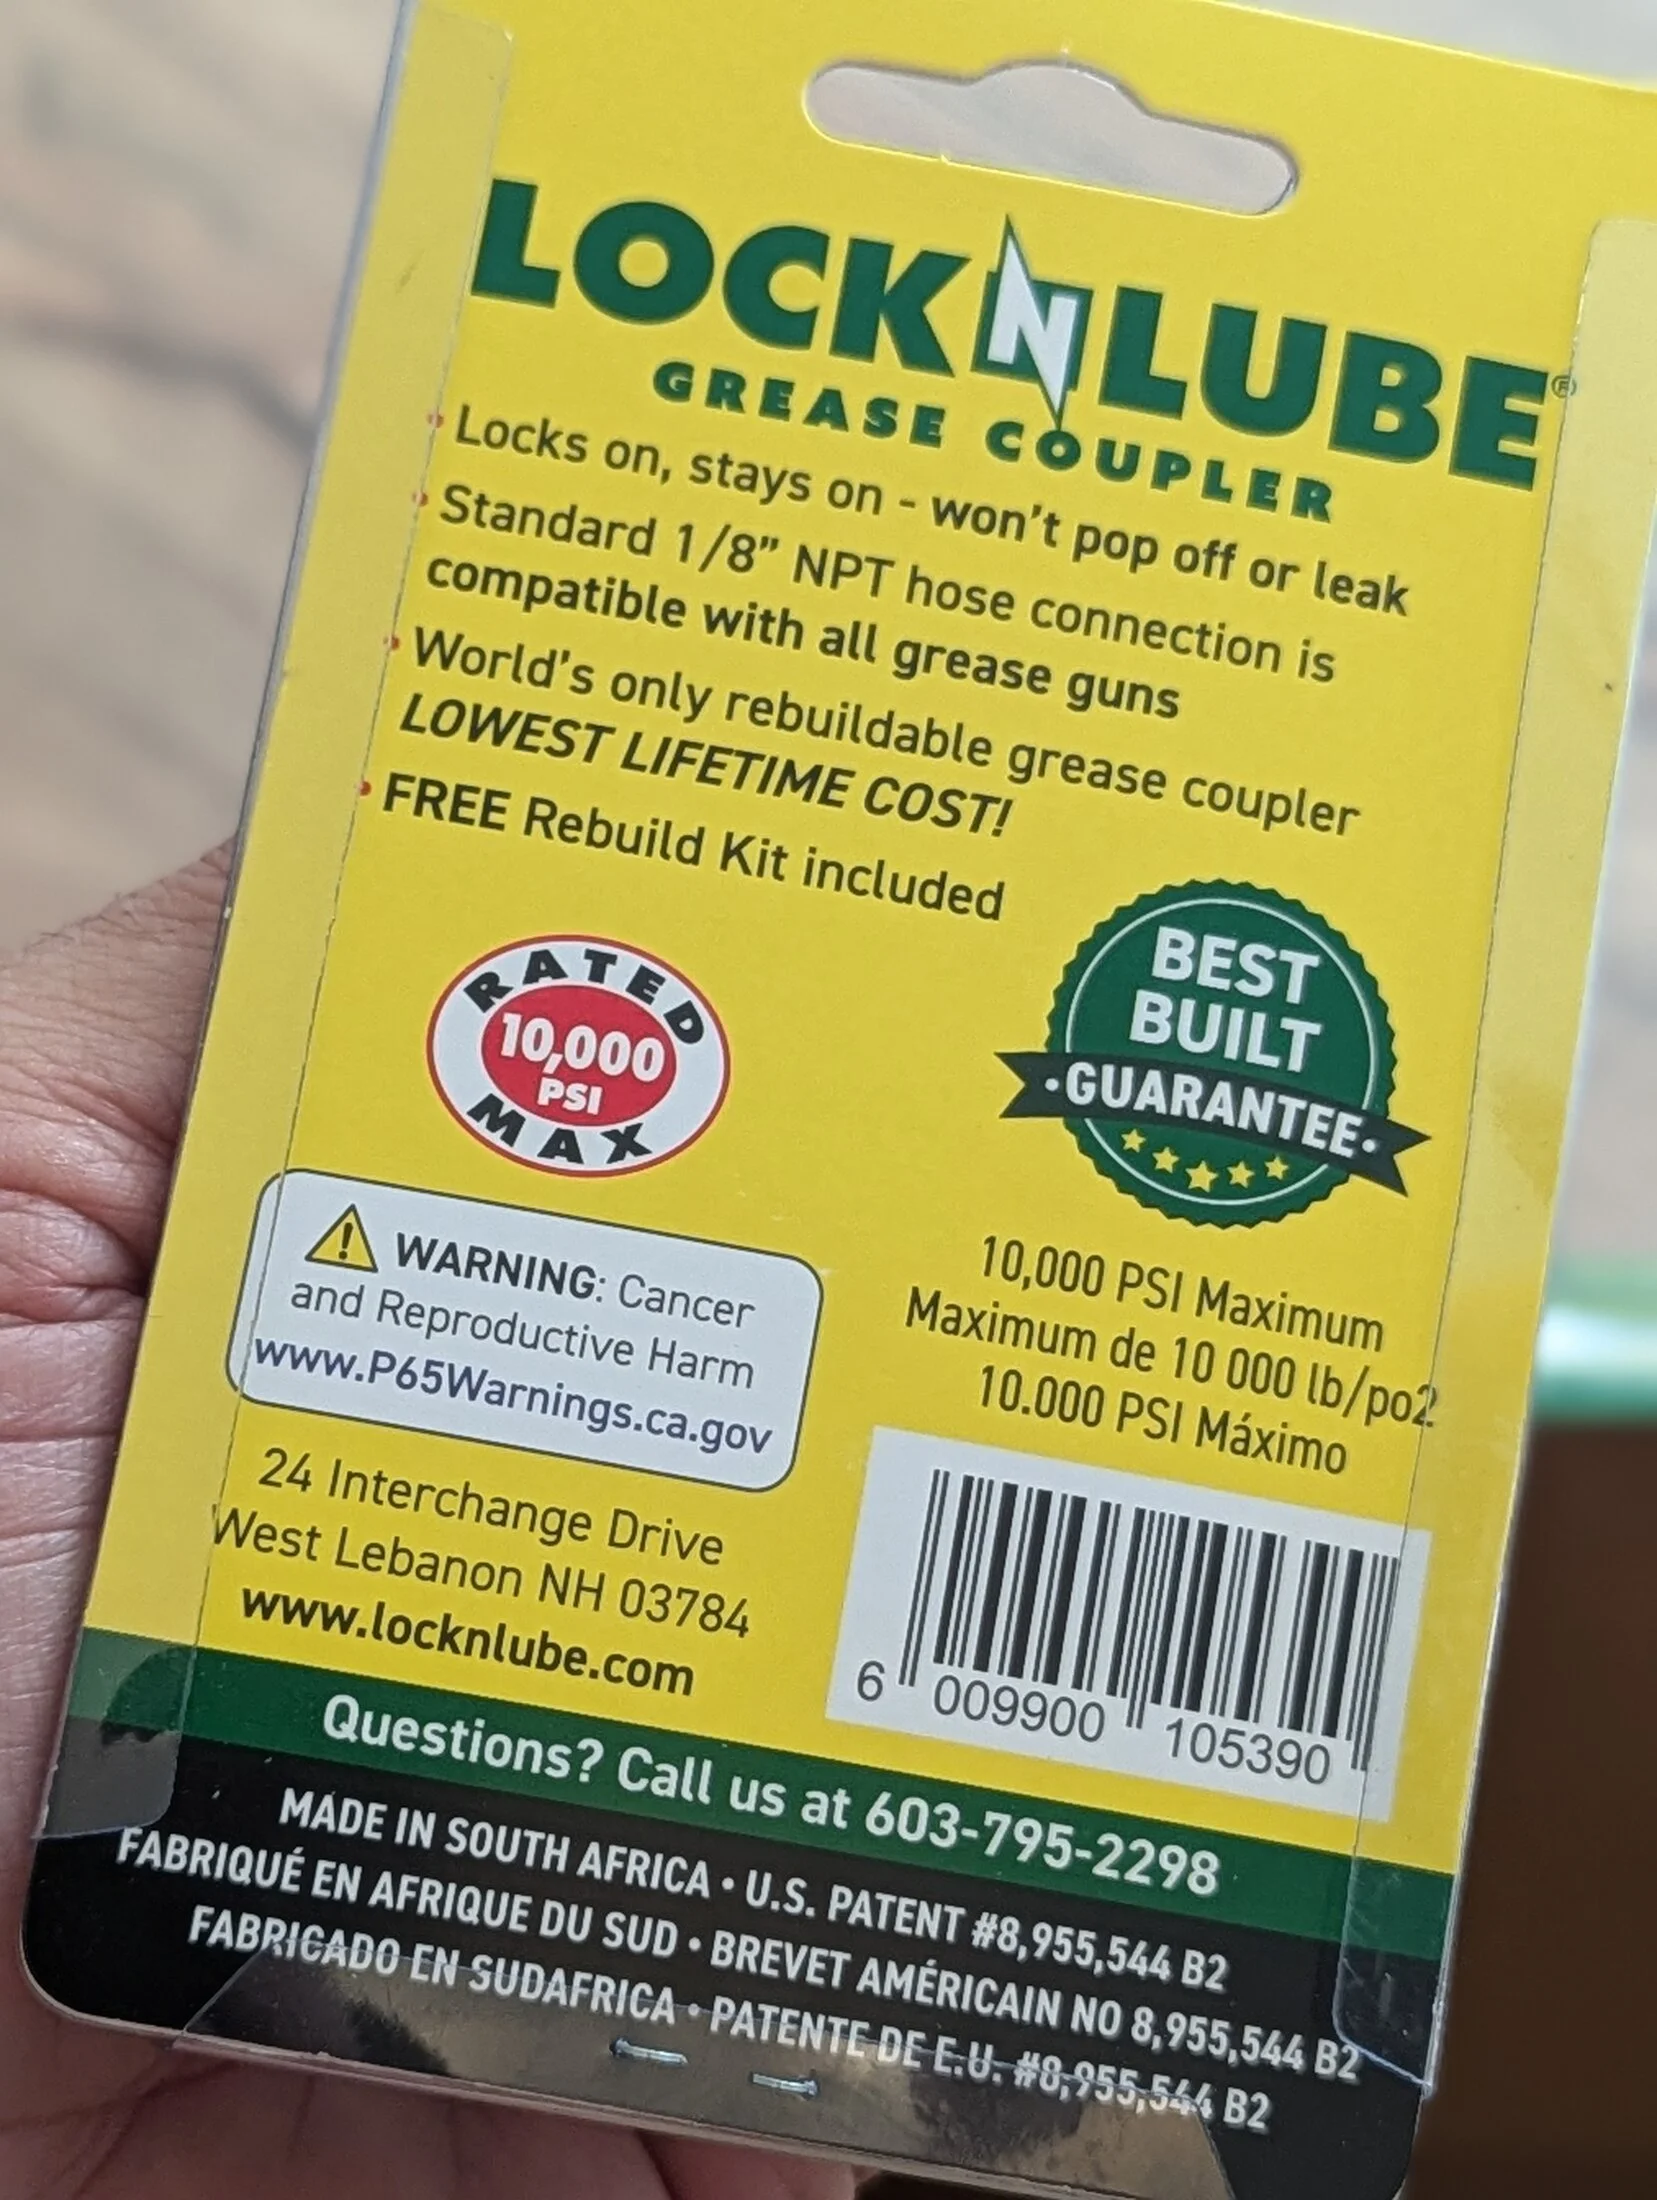 LOCKNLUBE®
GREASE COUPLER
• Locks on, stays on - won't pop off or leak
• Standard 1/8” NPT hose connection is
compatible with all grease guns
• World's only rebuildable grease coupler
LOWEST LIFETIME COST!
• FREE Rebuild Kit included
RATED
10,000
PSI
MAX
BEST
BUILT
•GUARANTEE•
WARNING: Cancer
and Reproductive Harm
www.P65Warnings.ca.gov
10,000 PSI Maximum
Maximum de 10 000 lb/po2
10.000 PSI Máximo
24 Interchange Drive
West Lebanon NH 03784
www.locknlube.com
6 009900 105390
Questions? Call us at 603-795-2298
MADE IN SOUTH AFRICA • U.S. PATENT #8,955,544 B2
FABRIQUÉ EN AFRIQUE DU SUD • BREVET AMÉRICAIN NO 8,955,544 B2
FABRICADO EN SUDAFRICA • PATENTE DE E.U. #8,955,544 B2